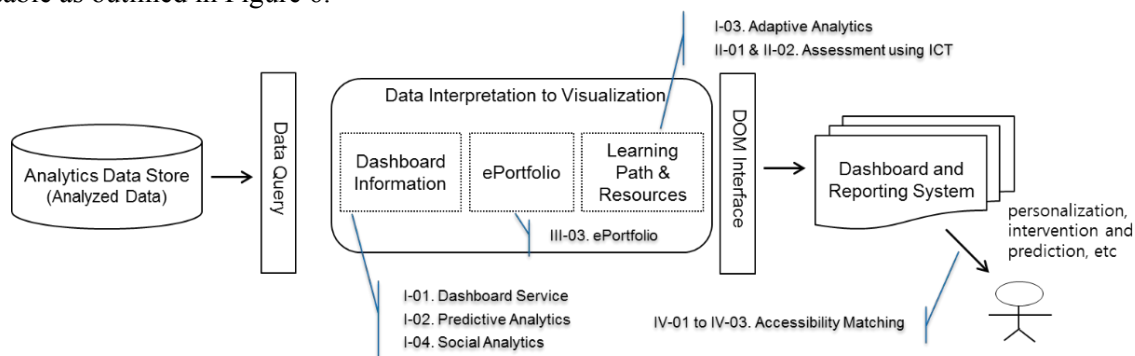 able as outlined in Figure 6.
I-03. Adaptive Analytics
II-01 & II-02. Assessment using ICT
Data Query
Data Interpretation to Visualization
DOM Interface
Analytics Data Store
(Analyzed Data)
Dashboard
Information
ePortfolio
Learning
Path &
Resources
Dashboard and
Reporting System
III-03. ePortfolio
personalization,
intervention and
prediction, etc
I-01. Dashboard Service
I-02. Predictive Analytics
I-04. Social Analytics
IV-01 to IV-03. Accessibility Matching